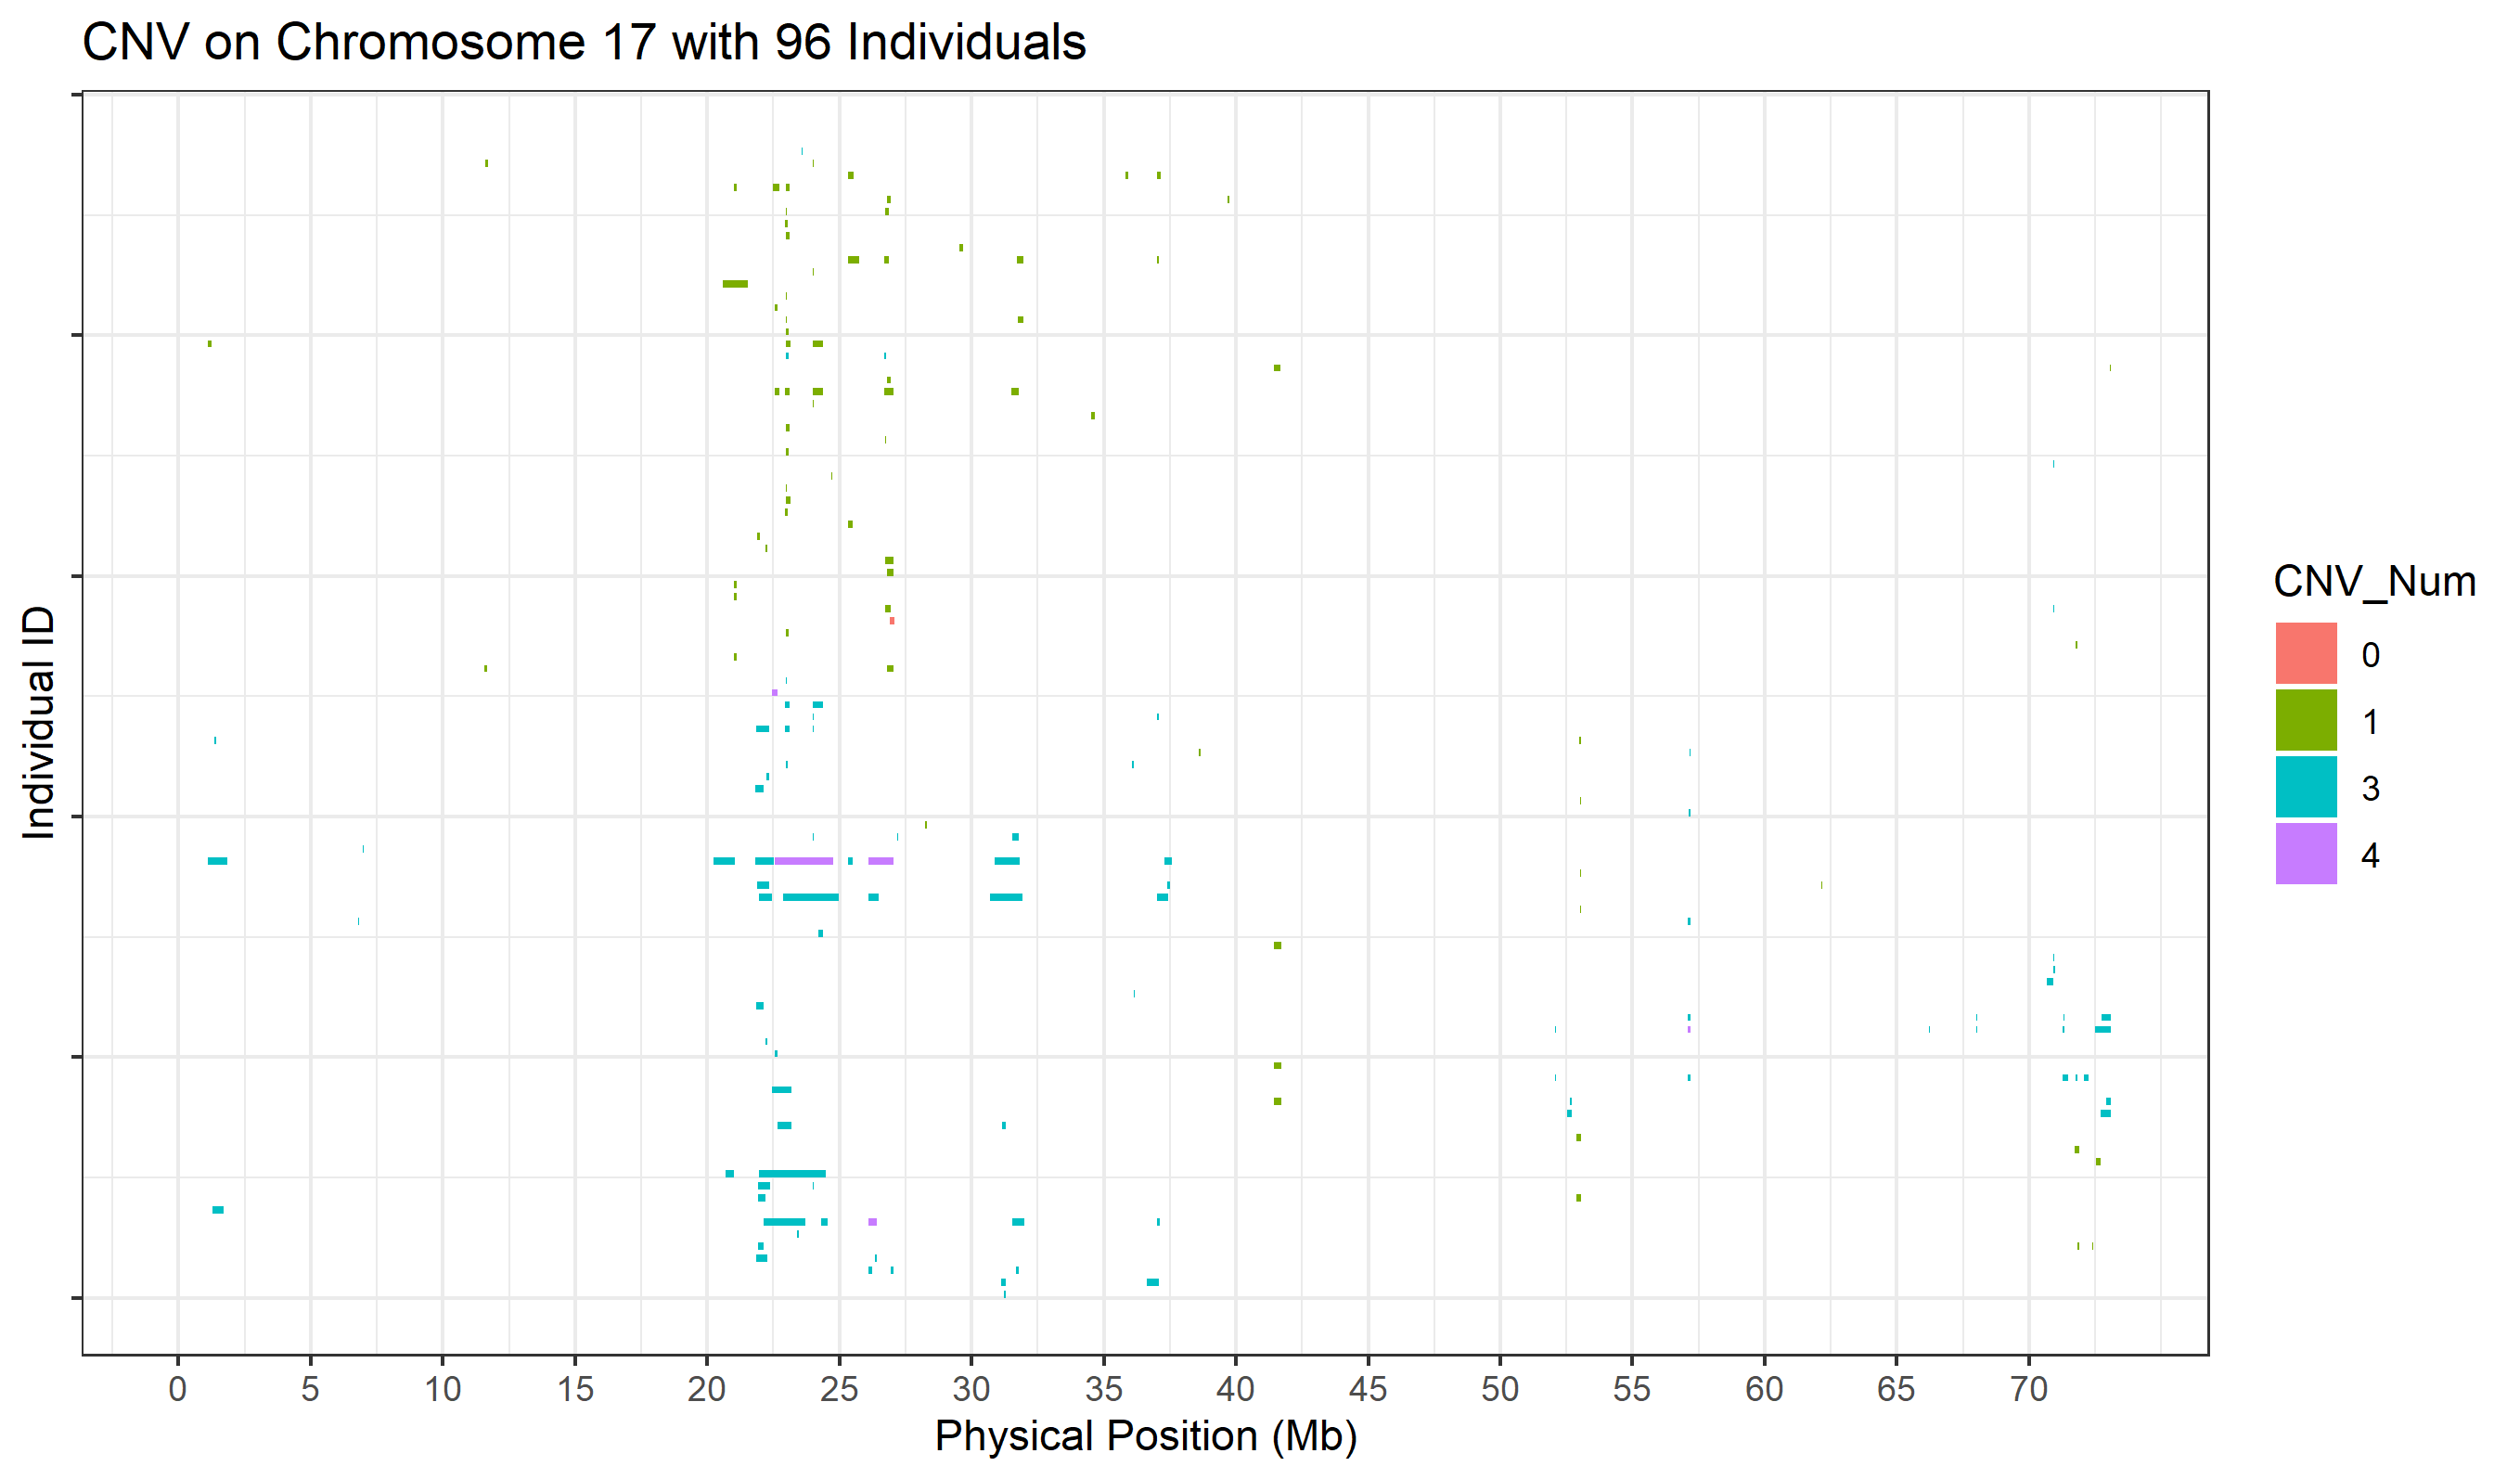 CNV on Chromosome 17 with 96 Individuals
Individual ID
0 5 10 15 20 25 30 35 40 45 50 55 60 65 70
Physical Position (Mb)
CNV_Num
0
1
3
4